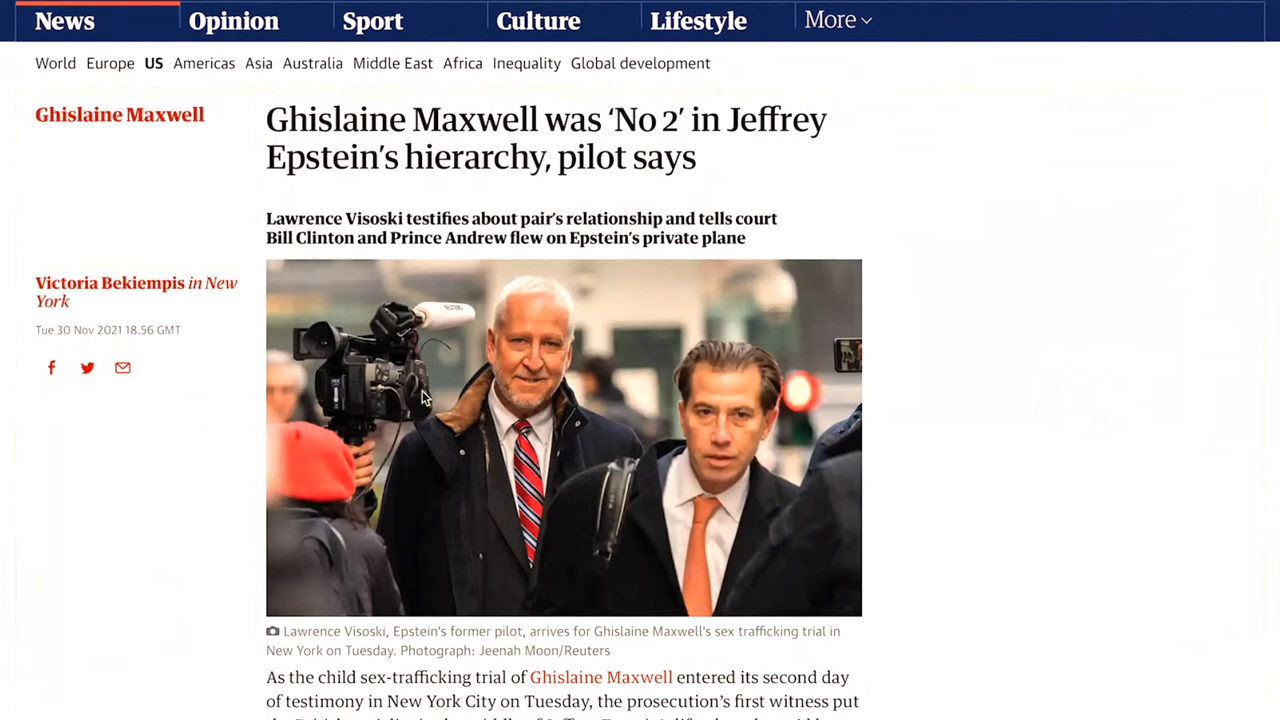 News
Opinion
Sport
Culture
Lifestyle
More
World Europe US Americas Asia Australia Middle East Africa Inequality Global development
Ghislaine Maxwell
Ghislaine Maxwell was ‘No 2’ in Jeffrey
Epstein’s hierarchy, pilot says
Lawrence Visoski testifies about pair’s relationship and tells court
Bill Clinton and Prince Andrew flew on Epstein’s private plane
Victoria Bekiempis in New
York
Tue 30 Nov 2021 18.56 GMT
Lawrence Visoski, Epstein’s former pilot, arrives for Ghislaine Maxwell’s sex trafficking trial in
New York on Tuesday. Photograph: Jeenah Moon/Reuters
As the child sex-trafficking trial of Ghislaine Maxwell entered its second day
of testimony in New York City on Tuesday, the prosecution’s first witness put